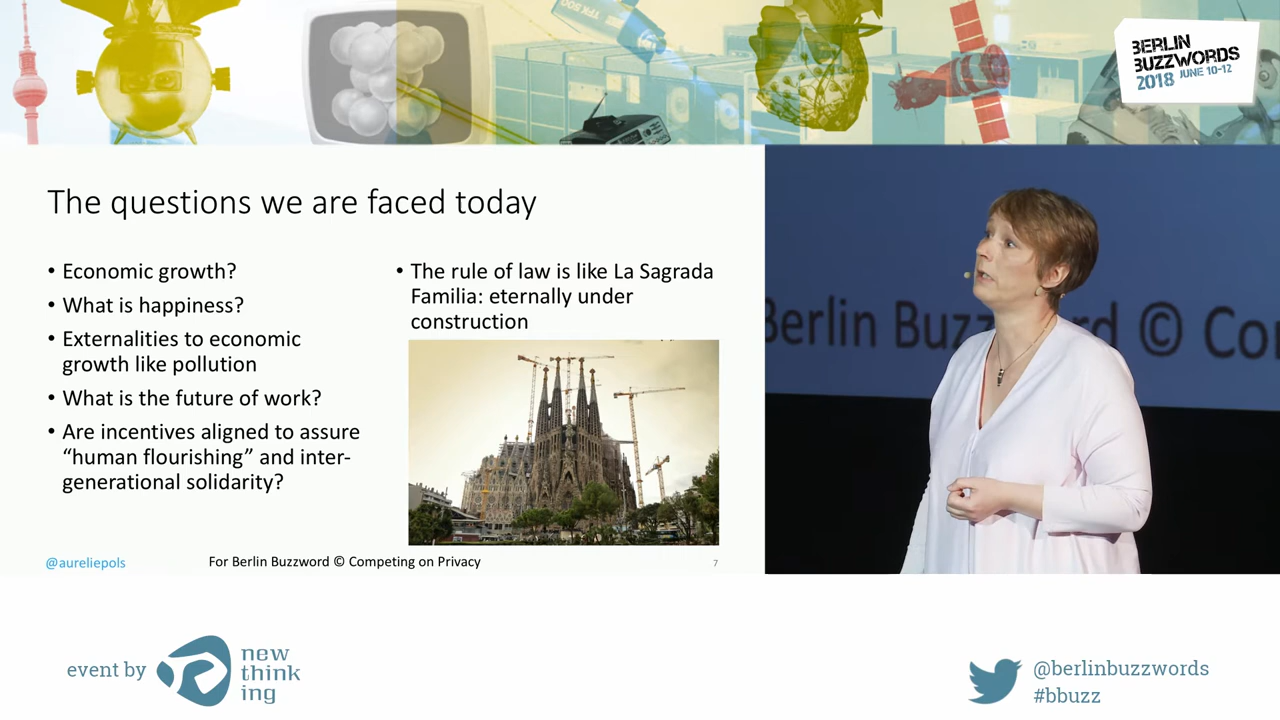 TFK 500
BERLIN
BUZZWORDS
2018 JUNE 10-12
The questions we are faced today
• Economic growth?
• What is happiness?
• Externalities to economic
growth like pollution
• What is the future of work?
• Are incentives aligned to assure
“human flourishing” and inter-
generational solidarity?
• The rule of law is like La Sagrada
Familia: eternally under
construction
@aureliepols
For Berlin Buzzword © Competing on Privacy
7
Berlin Buzz rd © Co
event by
new
think
ing
@berlinbuzzwords
#bbuzz